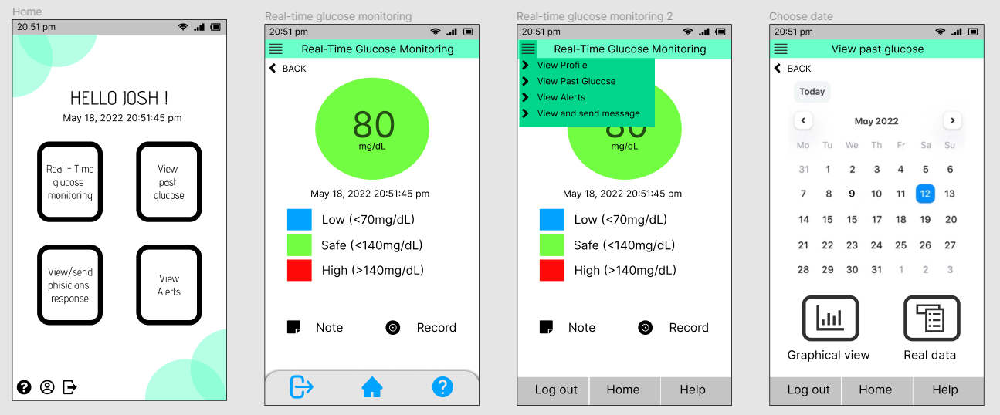 Home
20:51 pm
HELLO JOSH !
May 18, 2022 20:51:45 pm
Real - Time
glucose
monitoring
View
past
glucose
View/send
phisicians
response
View
Alerts
Real-time glucose monitoring
20:51 pm
Real-Time Glucose Monitoring
BACK
80
mg/dL
May 18, 2022 20:51:45 pm
Low (<70mg/dL)
Safe (<140mg/dL)
High (>140mg/dL)
Note Record
Real-time glucose monitoring 2
20:51 pm
Real-Time Glucose Monitoring
View Profile
View Past Glucose
View Alerts
View and send message
80
mg/dL
May 18, 2022 20:51:45 pm
Low (<70mg/dL)
Safe (<140mg/dL)
High (>140mg/dL)
Note Record
Log out Home Help
Choose date
20:51 pm
View past glucose
BACK
Today
May 2022
Mo Tu We Th Fr Sa Su
31 1 2 3 4 5 6
7 8 9 10 11 12 13
14 15 15 17 18 19 20
21 22 23 24 25 26 27
28 29 30 31 1 2 3
Graphical view Real data
Log out Home Help